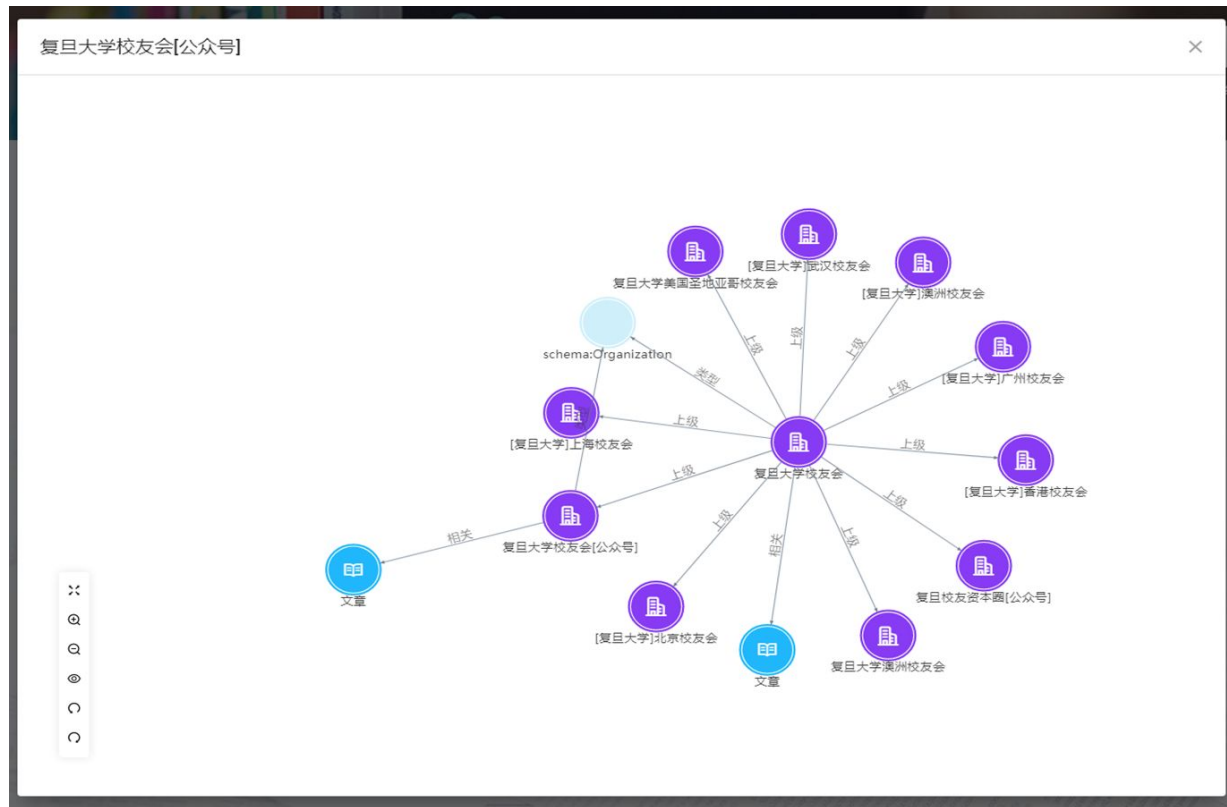 复旦大学校友会[公众号]
[复旦大学]武汉校友会
复旦大学美国圣地亚哥校友会
[复旦大学]澳洲校友会
上级
上级
上级
schema:Organization
类型
上级
[复旦大学]广州校友会
上级
[复旦大学]上海校友会
上级
复旦大学校友会
上级
[复旦大学]香港校友会
上级
相关
复旦大学校友会[公众号]
上级
相关
上级
文章
复旦校友资本圈[公众号]
[复旦大学]北京校友会
复旦大学澳洲校友会
文章